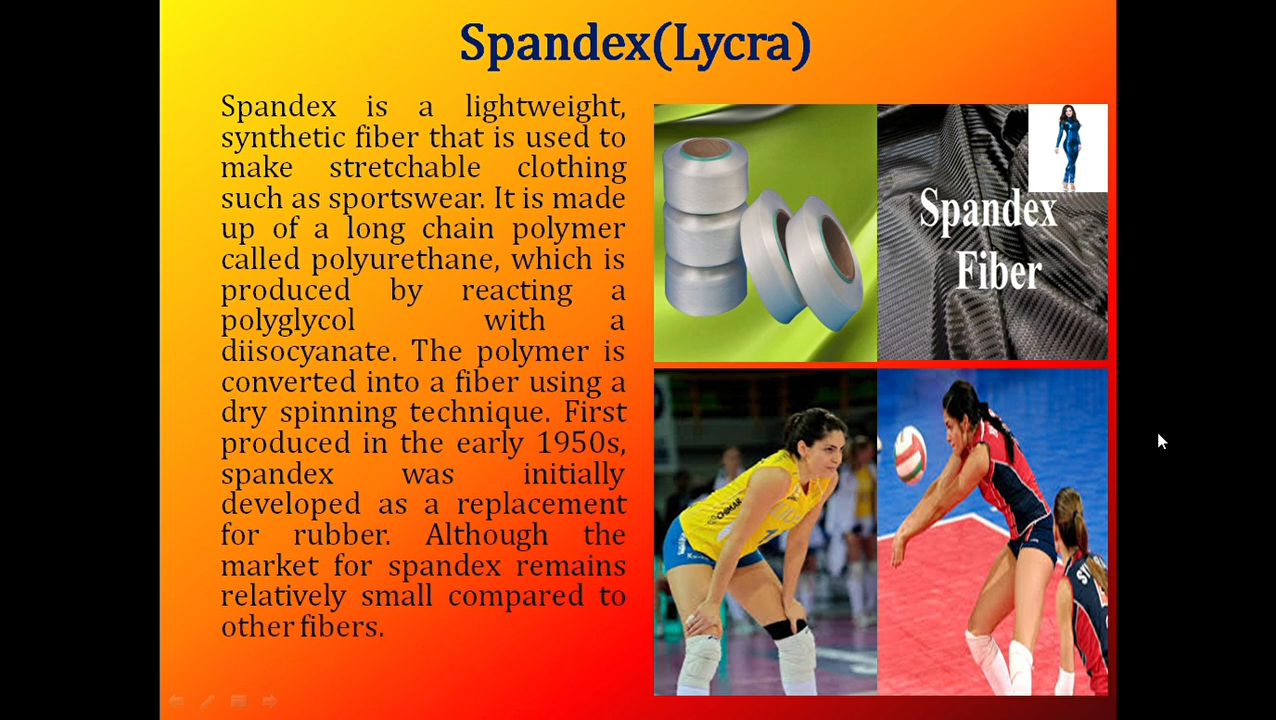 Spandex(Lycra)
Spandex is a lightweight,
synthetic fiber that is used to
make stretchable clothing
such as sportswear. It is made
up of a long chain polymer
called polyurethane, which is
produced by reacting a
polyglycol with a
diisocyanate. The polymer is
converted into a fiber using a
dry spinning technique. First
produced in the early 1950s,
spandex was initially
developed as a replacement
for rubber. Although the
market for spandex remains
relatively small compared to
other fibers.
Spandex
Fiber